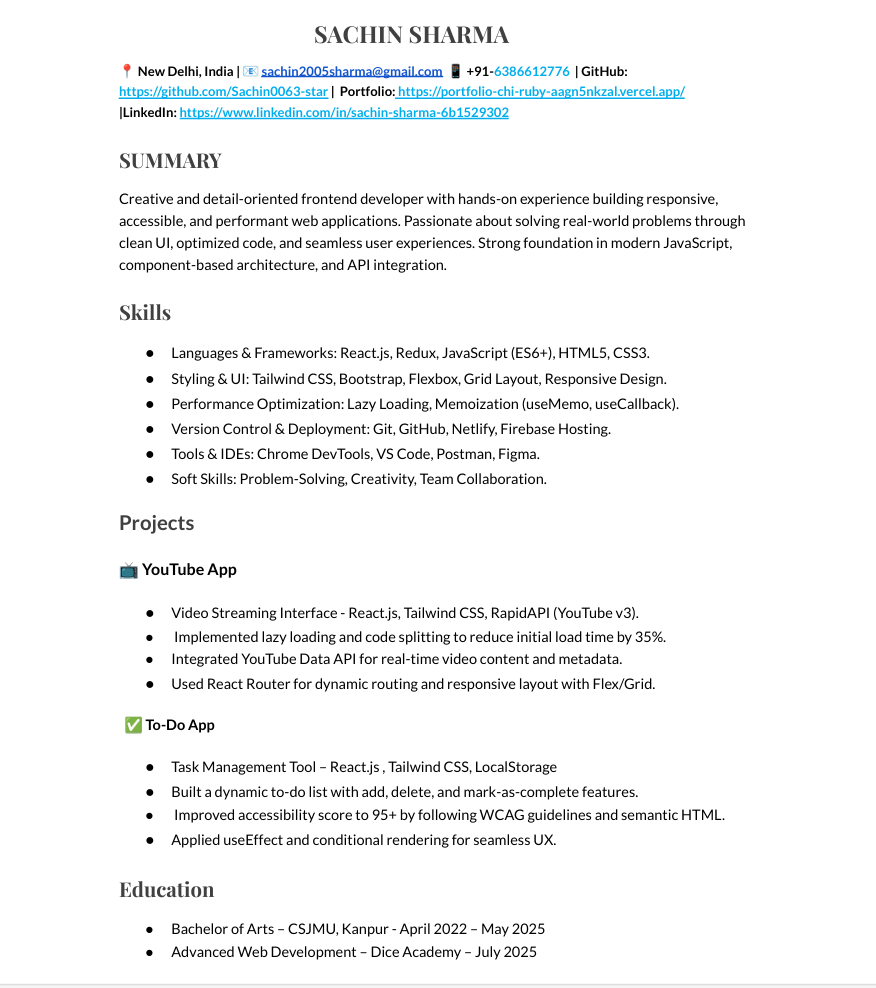 SACHIN SHARMA
📍 New Delhi, India | 📧 sachin2005sharma@gmail.com 📱 +91-6386612776 | GitHub:
https://github.com/Sachin0063-star | Portfolio: https://portfolio-chi-ruby-aagn5nkzal.vercel.app/
|LinkedIn: https://www.linkedin.com/in/sachin-sharma-6b1529302
SUMMARY
Creative and detail-oriented frontend developer with hands-on experience building responsive,
accessible, and performant web applications. Passionate about solving real-world problems through
clean UI, optimized code, and seamless user experiences. Strong foundation in modern JavaScript,
component-based architecture, and API integration.
Skills
● Languages & Frameworks: React.js, Redux, JavaScript (ES6+), HTML5, CSS3.
● Styling & UI: Tailwind CSS, Bootstrap, Flexbox, Grid Layout, Responsive Design.
● Performance Optimization: Lazy Loading, Memoization (useMemo, useCallback).
● Version Control & Deployment: Git, GitHub, Netlify, Firebase Hosting.
● Tools & IDEs: Chrome DevTools, VS Code, Postman, Figma.
● Soft Skills: Problem-Solving, Creativity, Team Collaboration.
Projects
📺 YouTube App
● Video Streaming Interface - React.js, Tailwind CSS, RapidAPI (YouTube v3).
● Implemented lazy loading and code splitting to reduce initial load time by 35%.
● Integrated YouTube Data API for real-time video content and metadata.
● Used React Router for dynamic routing and responsive layout with Flex/Grid.
✅ To-Do App
● Task Management Tool – React.js , Tailwind CSS, LocalStorage
● Built a dynamic to-do list with add, delete, and mark-as-complete features.
● Improved accessibility score to 95+ by following WCAG guidelines and semantic HTML.
● Applied useEffect and conditional rendering for seamless UX.
Education
● Bachelor of Arts – CSJMU, Kanpur - April 2022 – May 2025
● Advanced Web Development – Dice Academy – July 2025